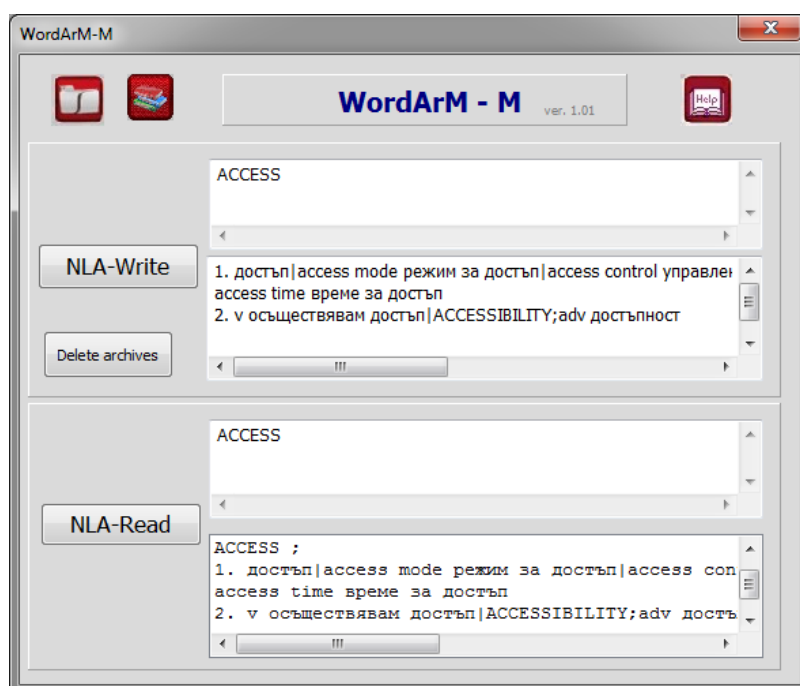 WordArM-M
WordArM - M ver. 1.01
Help
ACCESS
NLA-Write
1. достъп|access mode режим за достъп|access control управлен
access time време за достъп
2. v осъществявам достъп|ACCESSIBILITY;adv достъпност
Delete archives
ACCESS
NLA-Read
ACCESS ;
1. достъп|access mode режим за достъп|access con
access time време за достъп
2. v осъществявам достъп|ACCESSIBILITY;adv достъ